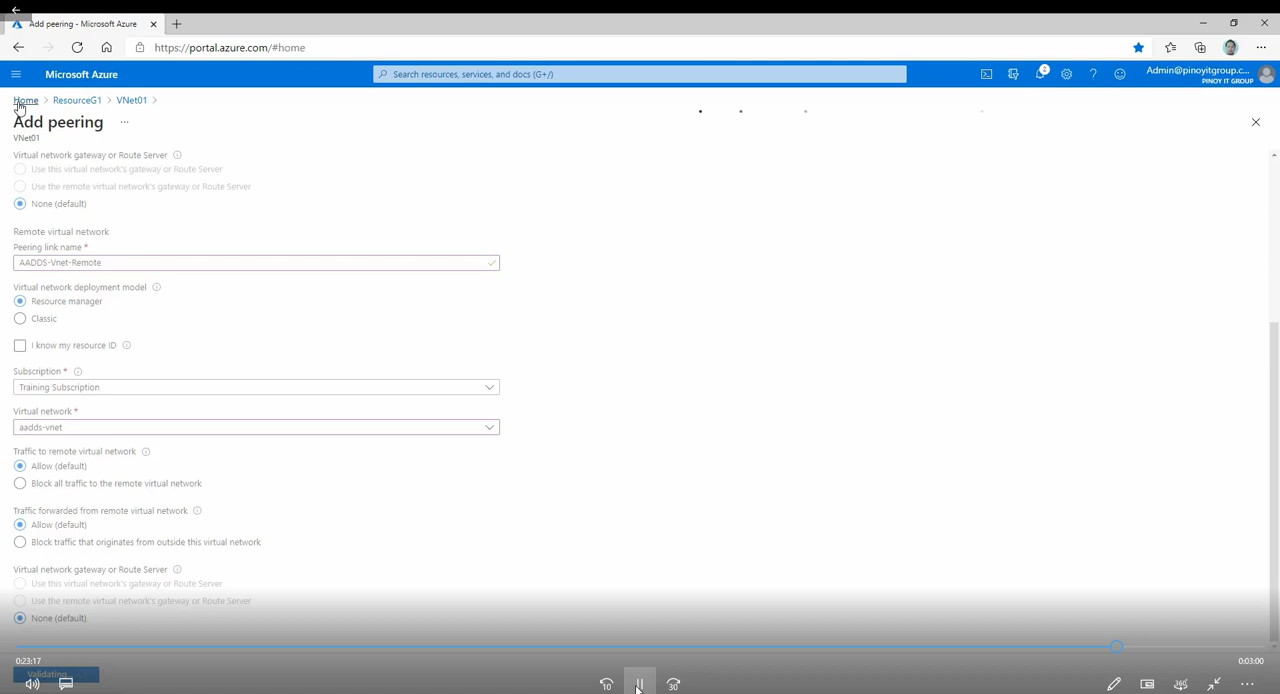 Add peering - Microsoft Azure
https://portal.azure.com/#home
Microsoft Azure
Search resources, services, and docs (G+/)
2
Admin@pinoyitgroup.c...
PINOY IT GROUP
Home > ResourceG1 > VNet01 >
Add peering ...
VNet01
Virtual network gateway or Route Server
Use this virtual network's gateway or Route Server
Use the remote virtual network's gateway or Route Server
None (default)
Remote virtual network
Peering link name *
AADDS-Vnet-Remote
Virtual network deployment model
Resource manager
Classic
I know my resource ID
Subscription *
Training Subscription
Virtual network *
aadds-vnet
Traffic to remote virtual network
Allow (default)
Block all traffic to the remote virtual network
Traffic forwarded from remote virtual network
Allow (default)
Block traffic that originates from outside this virtual network
Virtual network gateway or Route Server
Use this virtual network's gateway or Route Server
Use the remote virtual network's gateway or Route Server
None (default)
0:23:17
0:03:00
Validating...
10
30
360